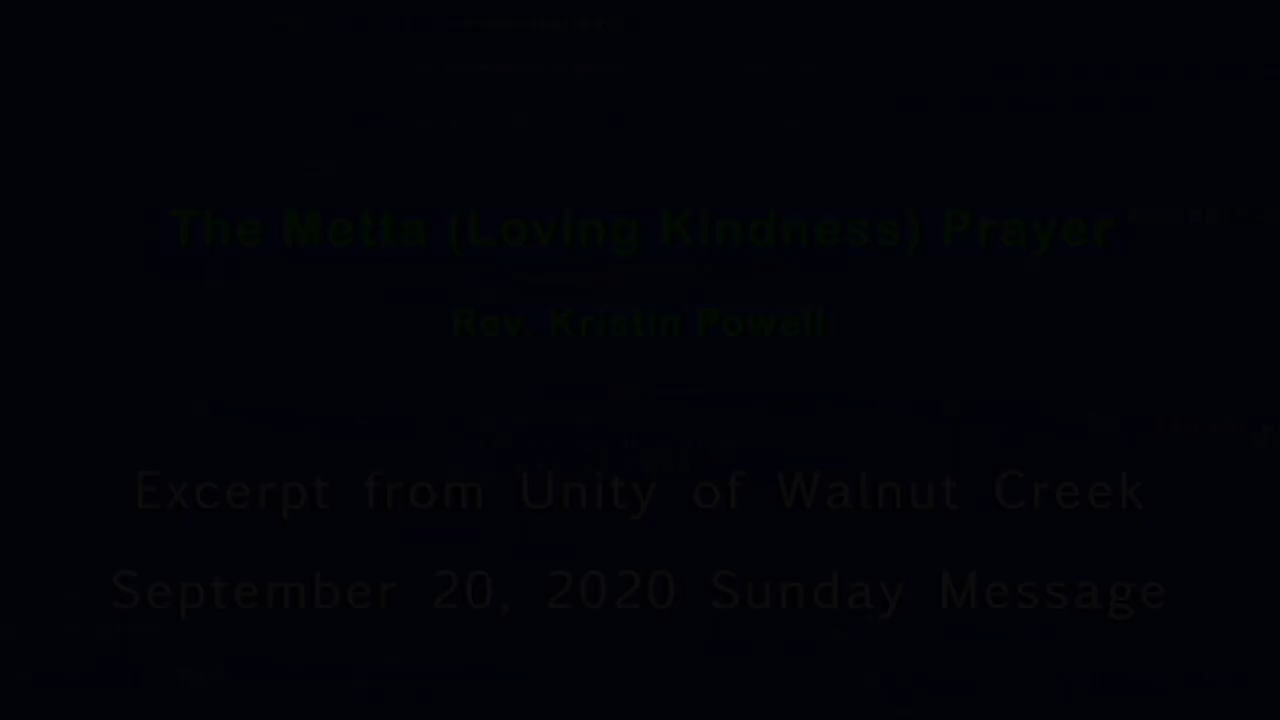 The Metta (Loving Kindness) Prayer
Rev. Kristin Powell
Excerpt from Unity of Walnut Creek
September 20, 2020 Sunday Message